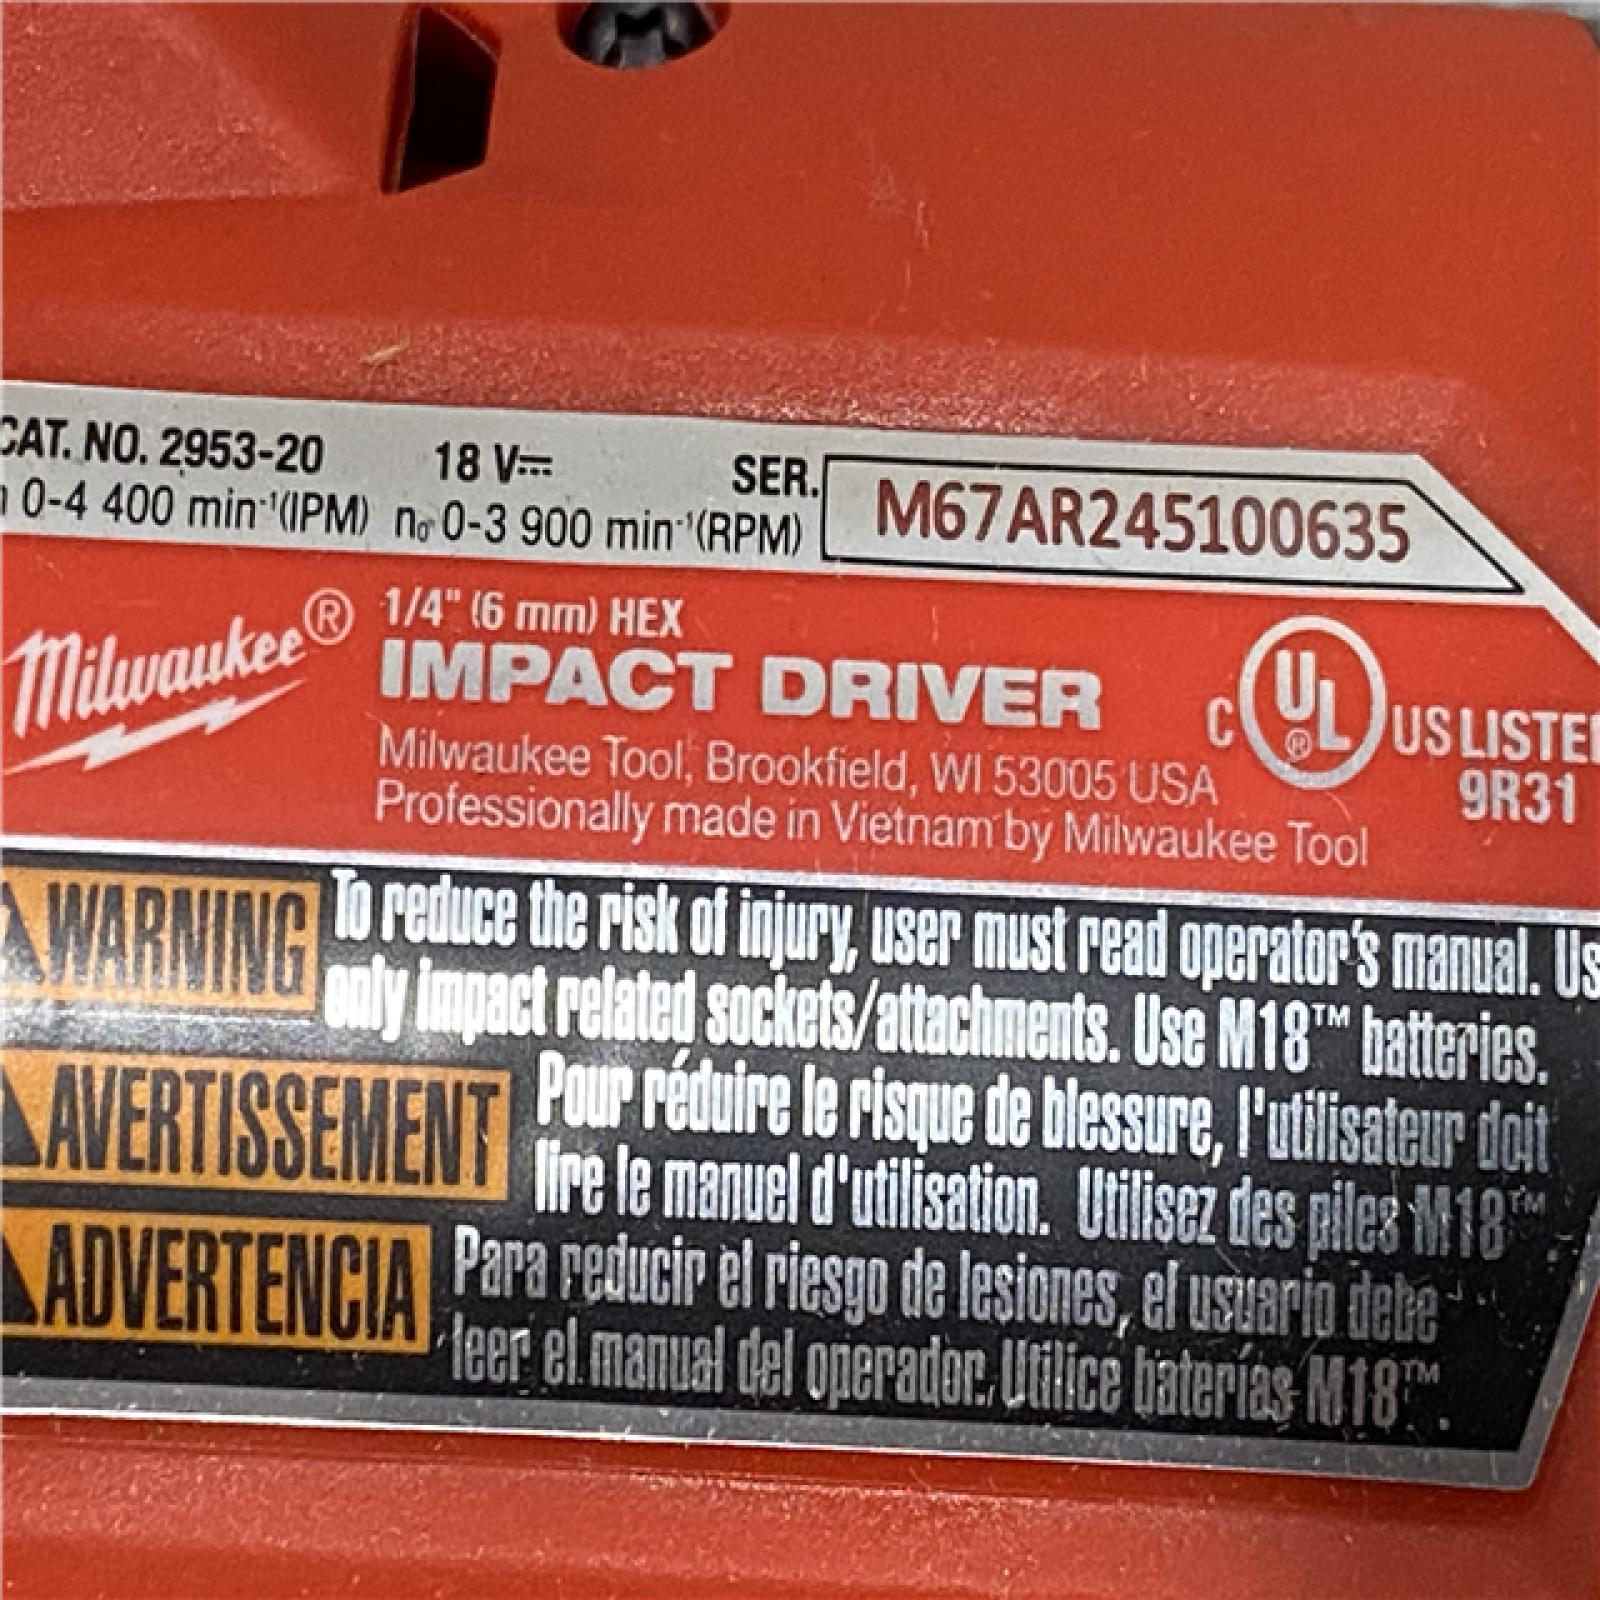 CAT. NO. 2953-20 18 V⎓ SER. M67AR245100635
0-4 400 min⁻¹(IPM) n₀ 0-3 900 min⁻¹(RPM)
Milwaukee® 1/4" (6 mm) HEX
IMPACT DRIVER
Milwaukee Tool, Brookfield, WI 53005 USA
Professionally made in Vietnam by Milwaukee Tool
C UL® US LISTE
9R31
WARNING To reduce the risk of injury, user must read operator's manual. Us
only impact related sockets/attachments. Use M18™ batteries.
AVERTISSEMENT Pour réduire le risque de blessure, l'utilisateur doit
lire le manuel d'utilisation. Utilisez des piles M18™
ADVERTENCIA Para reducir el riesgo de lesiones, el usuario debe
leer el manual del operador. Utilice baterías M18™.